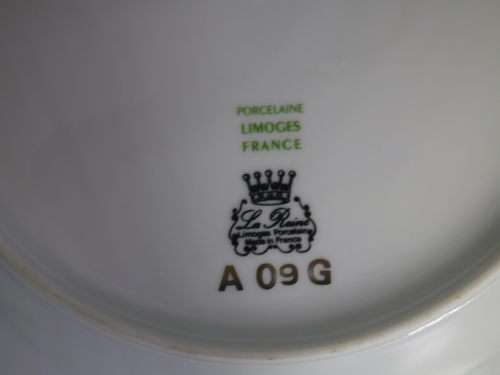 PORCELAINE
LIMOGES
FRANCE
La Reine
Limoges Porcelaine
Made in France
A 09 G